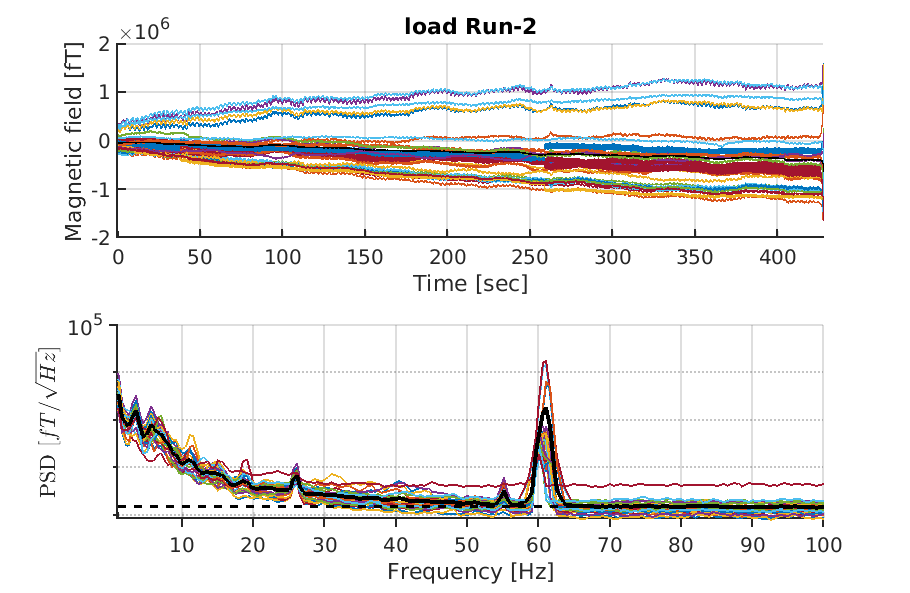 load Run-2
×10^6
Magnetic field [fT]
2
1
0
-1
-2
0 50 100 150 200 250 300 350 400
Time [sec]
10^5
PSD [fT/√Hz]
10 20 30 40 50 60 70 80 90 100
Frequency [Hz]